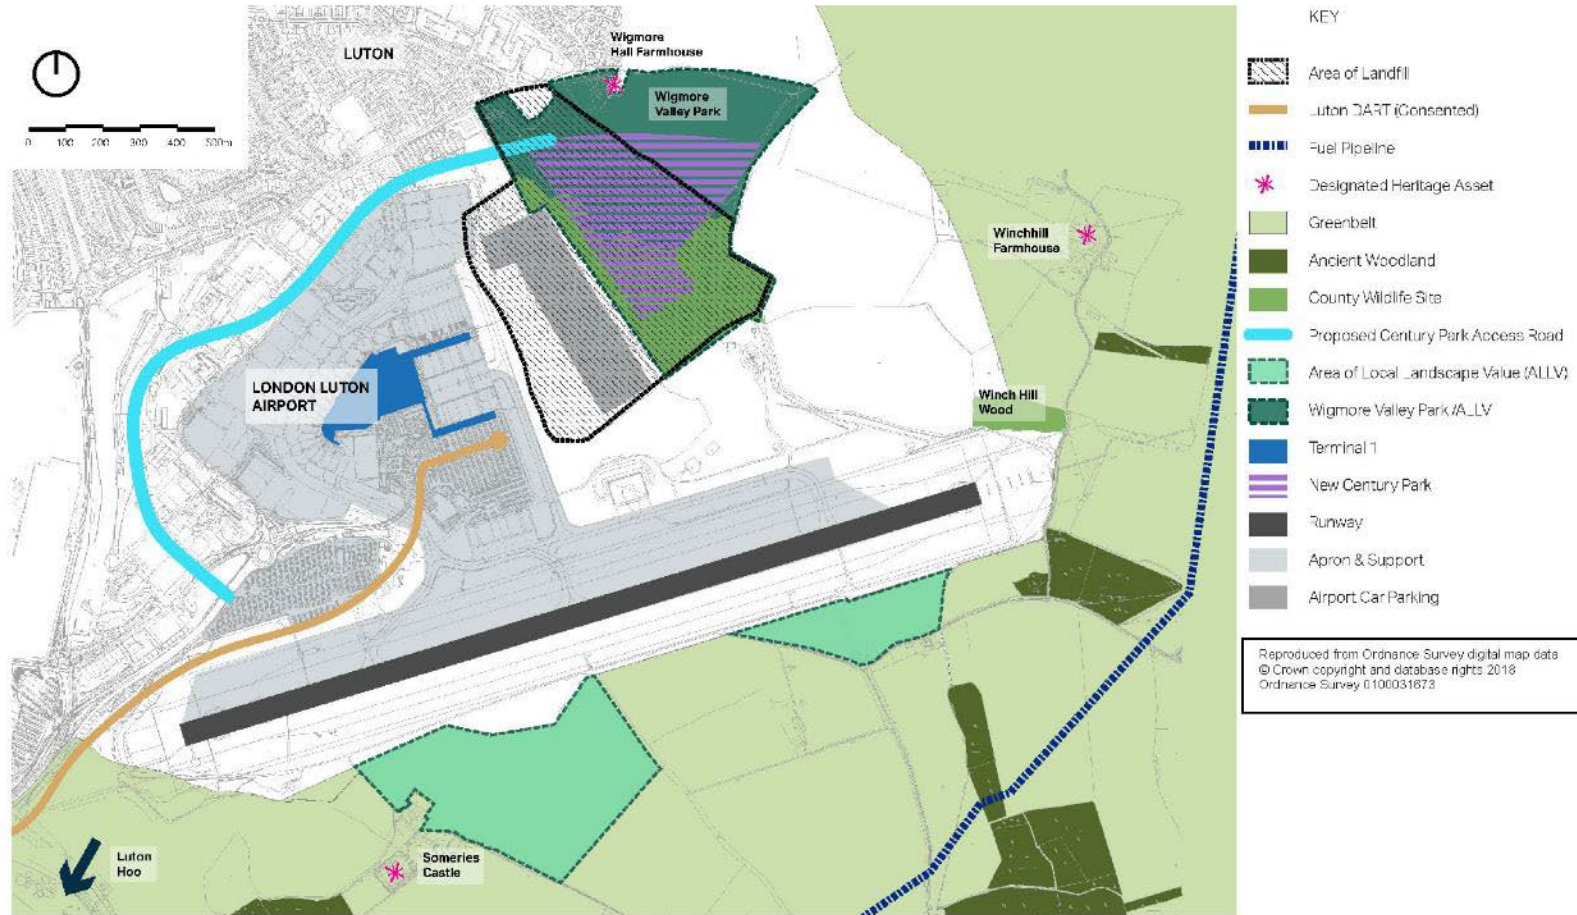 KEY
LUTON
Wigmore
Hall Farmhouse
Wigmore
Valley Park
0 100 200 300 400 500m
Winchhill
Farmhouse
LONDON LUTON
AIRPORT
Winch Hill
Wood
Luton
Hoo
Someries
Castle
Area of Landfill
Luton DART (Consented)
Fuel Pipeline
Designated Heritage Asset
Greenbelt
Ancient Woodland
County Wildlife Site
Proposed Century Park Access Road
Area of Local Landscape Value (ALLV)
Wigmore Valley Park /ALLV
Terminal 1
New Century Park
Runway
Apron & Support
Airport Car Parking
Reproduced from Ordnance Survey digital map data
© Crown copyright and database rights 2018
Ordnance Survey 0100031673